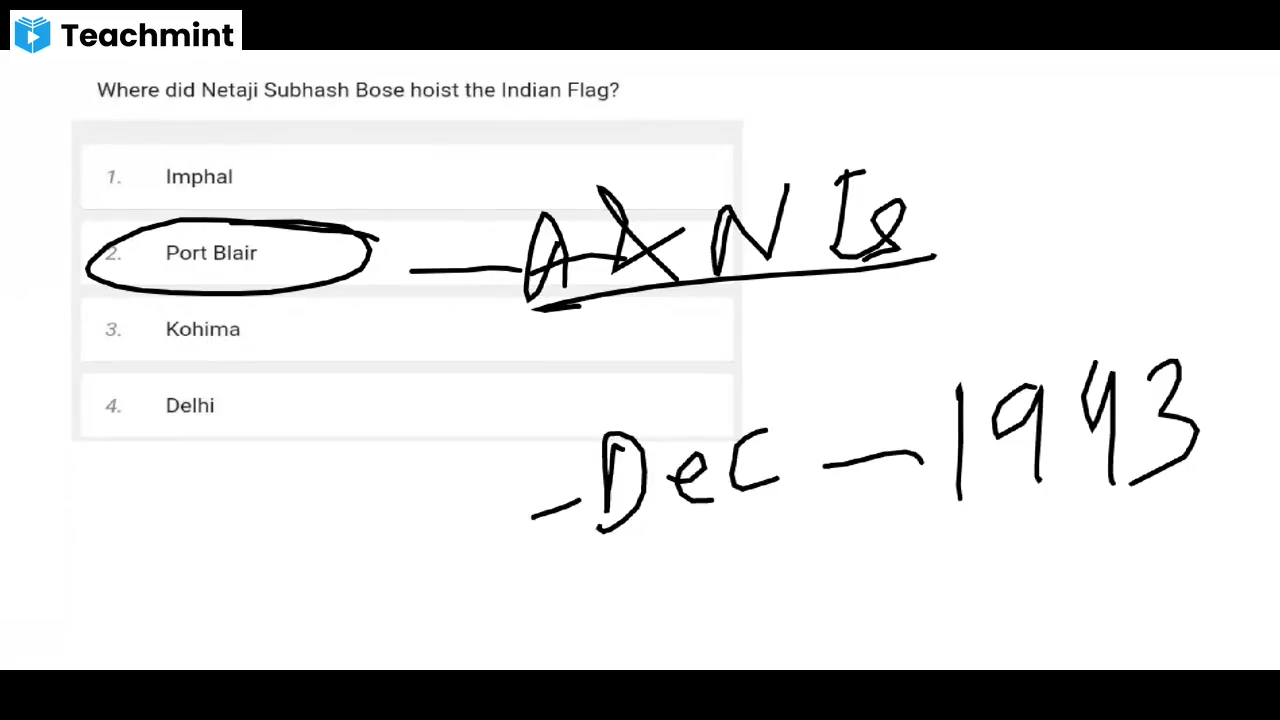 Teachmint
Where did Netaji Subhash Bose hoist the Indian Flag?
1. Imphal
2. Port Blair — A&N Is
3. Kohima
4. Delhi
- Dec — 1943